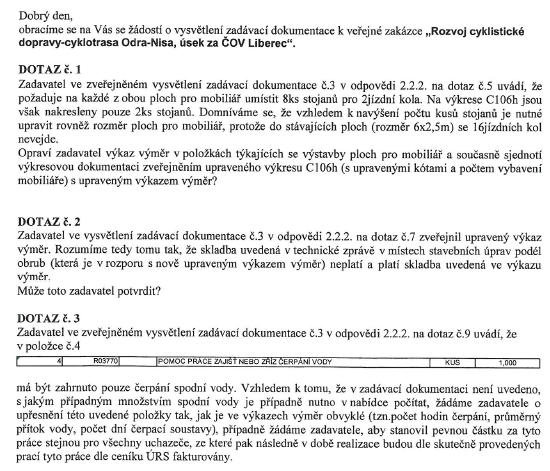 Dobrý den,
obracíme se na Vás se žádostí o vysvětlení zadávací dokumentace k veřejné zakázce „Rozvoj cyklistické
dopravy-cyklotrasa Odra-Nisa, úsek za ČOV Liberec“.
DOTAZ č. 1
Zadavatel ve zveřejněném vysvětlení zadávací dokumentace č.3 v odpovědi 2.2.2. na dotaz č.5 uvádí, že
požaduje na každé z obou ploch pro mobiliář umístit 8ks stojanů pro 2jízdní kola. Na výkrese C106h jsou
však nakresleny pouze 2ks stojanů. Domníváme se, že vzhledem k navýšení počtu kusů stojanů je nutné
upravit rovněž rozměr ploch pro mobiliář, protože do stávajících ploch (rozměr 6x2,5m) se 16jízdních kol
nevejde.
Opraví zadavatel výkaz výměr v položkách týkajících se výstavby ploch pro mobiliář a současně sjednotí
výkresovou dokumentaci zveřejněním upraveného výkresu C106h (s upravenými kótami a počtem vybavení
mobiliáře) s upraveným výkazem výměr?
DOTAZ č. 2
Zadavatel ve vysvětlení zadávací dokumentace č.3 v odpovědi 2.2.2. na dotaz č.7 zveřejnil upravený výkaz
výměr. Rozumíme tedy tomu tak, že skladba uvedená v technické zprávě v místech stavebních úprav podél
obrub (která je v rozporu s nově upraveným výkazem výměr) neplatí a platí skladba uvedená ve výkazu
výměr.
Může toto zadavatel potvrdit?
DOTAZ č. 3
Zadavatel ve zveřejněném vysvětlení zadávací dokumentace č.3 v odpovědi 2.2.2. na dotaz č.9 uvádí, že
v položce č.4
4 R03770 POMOC PRÁCE ZAJIŠŤ NEBO ZŘÍZ ČERPÁNÍ VODY KUS 1,000
má být zahrnuto pouze čerpání spodní vody. Vzhledem k tomu, že v zadávací dokumentaci není uvedeno,
s jakým případným množstvím spodní vody je případně nutno v nabídce počítat, žádáme zadavatele o
upřesnění této uvedené položky tak, jak je ve výkazech výměr obvyklé (tzn.počet hodin čerpání, průměrný
přítok vody, počet dní čerpací soustavy), případně žádáme zadavatele, aby stanovil pevnou částku za tyto
práce stejnou pro všechny uchazeče, ze které pak následně v době realizace budou dle skutečně provedených
prací tyto práce dle ceníku ÚRS fakturovány.